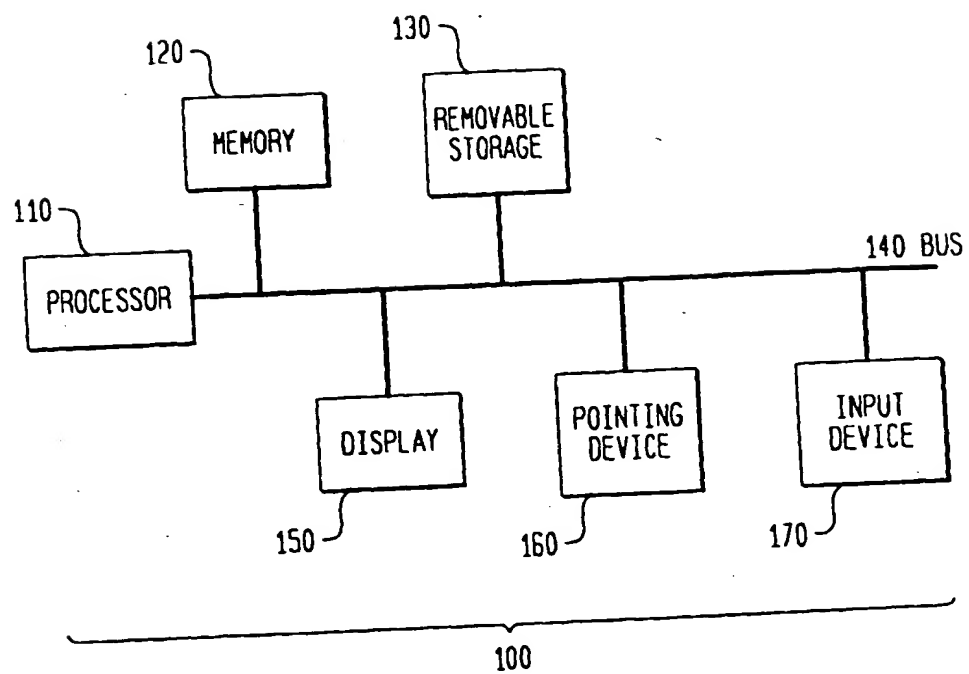 120
MEMORY
130
REMOVABLE
STORAGE
110
PROCESSOR
140 BUS
DISPLAY
150
POINTING
DEVICE
160
INPUT
DEVICE
170
100